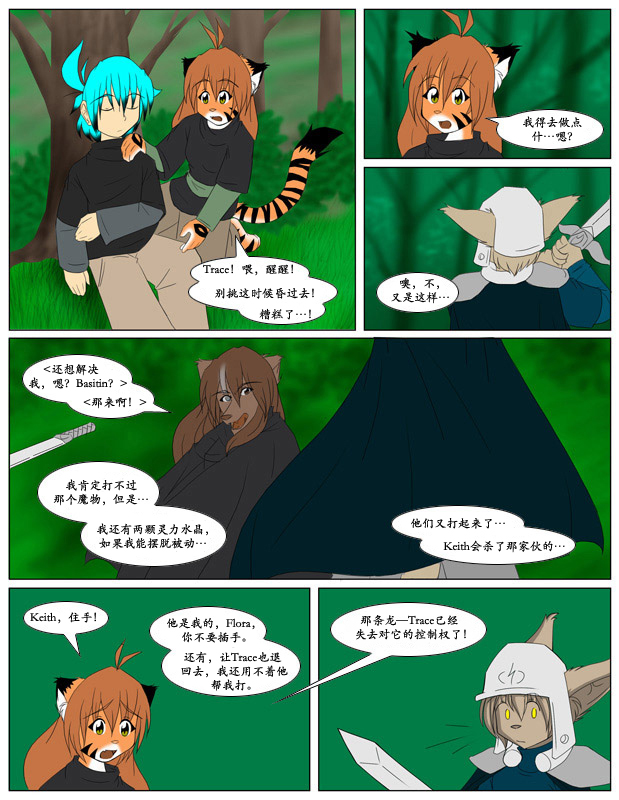 Trace！喂，醒醒！
别挑这时候昏过去！
糟糕了…！
我得去做点
什…嗯？
噢，不，
又是这样…
<还想解决
我，嗯？Basitin？>
<那来啊！>
我肯定打不过
那个魔物，但是…
我还有两颗灵力水晶，
如果我能摆脱被动…
他们又打起来了…
Keith会杀了那家伙的…
Keith，住手！
他是我的，Flora，
你不要插手。
还有，让Trace也退
回去，我还用不着他
帮我打。
那条龙—Trace已经
失去对它的控制权了！